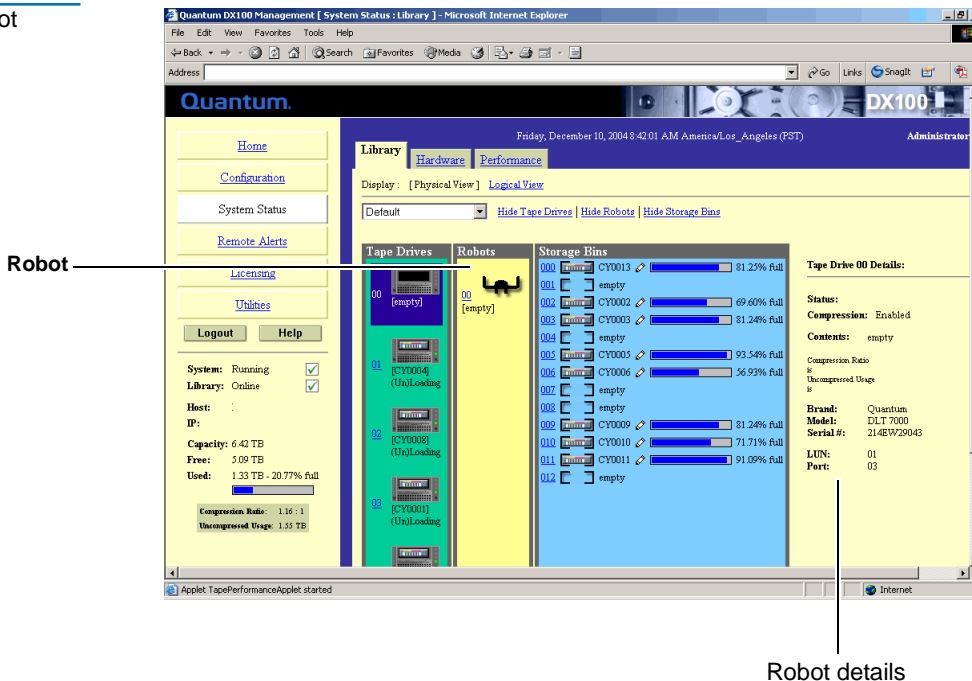 ot
Quantum DX100 Management [ System Status : Library ] - Microsoft Internet Explorer
File Edit View Favorites Tools Help
Back Search Favorites Media
Address Go Links SnagIt
Quantum. DX100
Friday, December 10, 2004 8:42:01 AM America/Los_Angeles (PST) Administrator
Home
Configuration
System Status
Remote Alerts
Licensing
Utilities
Logout Help
System: Running
Library: Online
Host: :
IP:
Capacity: 6.42 TB
Free: 5.09 TB
Used: 1.33 TB - 20.77% full
Compression Ratio: 1.16 : 1
Uncompressed Usage: 1.55 TB
Library Hardware Performance
Display : [ Physical View ] Logical View
Default Hide Tape Drives | Hide Robots | Hide Storage Bins
Tape Drives
00 [empty]
01 [CY0004]
(Un)Loading
02 [CY0008]
(Un)Loading
03 [CY0001]
(Un)Loading
Robots
00
[empty]
Storage Bins
000 CY0013 81.25% full
001 empty
002 CY0002 69.60% full
003 CY0003 81.24% full
004 empty
005 CY0005 93.54% full
006 CY0006 56.93% full
007 empty
008 empty
009 CY0009 81.24% full
010 CY0010 71.71% full
011 CY0011 91.09% full
012 empty
Tape Drive 00 Details:
Status:
Compression: Enabled
Contents: empty
Compression Ratio
is
Uncompressed Usage
is
Brand: Quantum
Model: DLT 7000
Serial #: 214EW29043
LUN: 01
Port: 03
Applet TapePerformanceApplet started Internet
Robot
Robot details